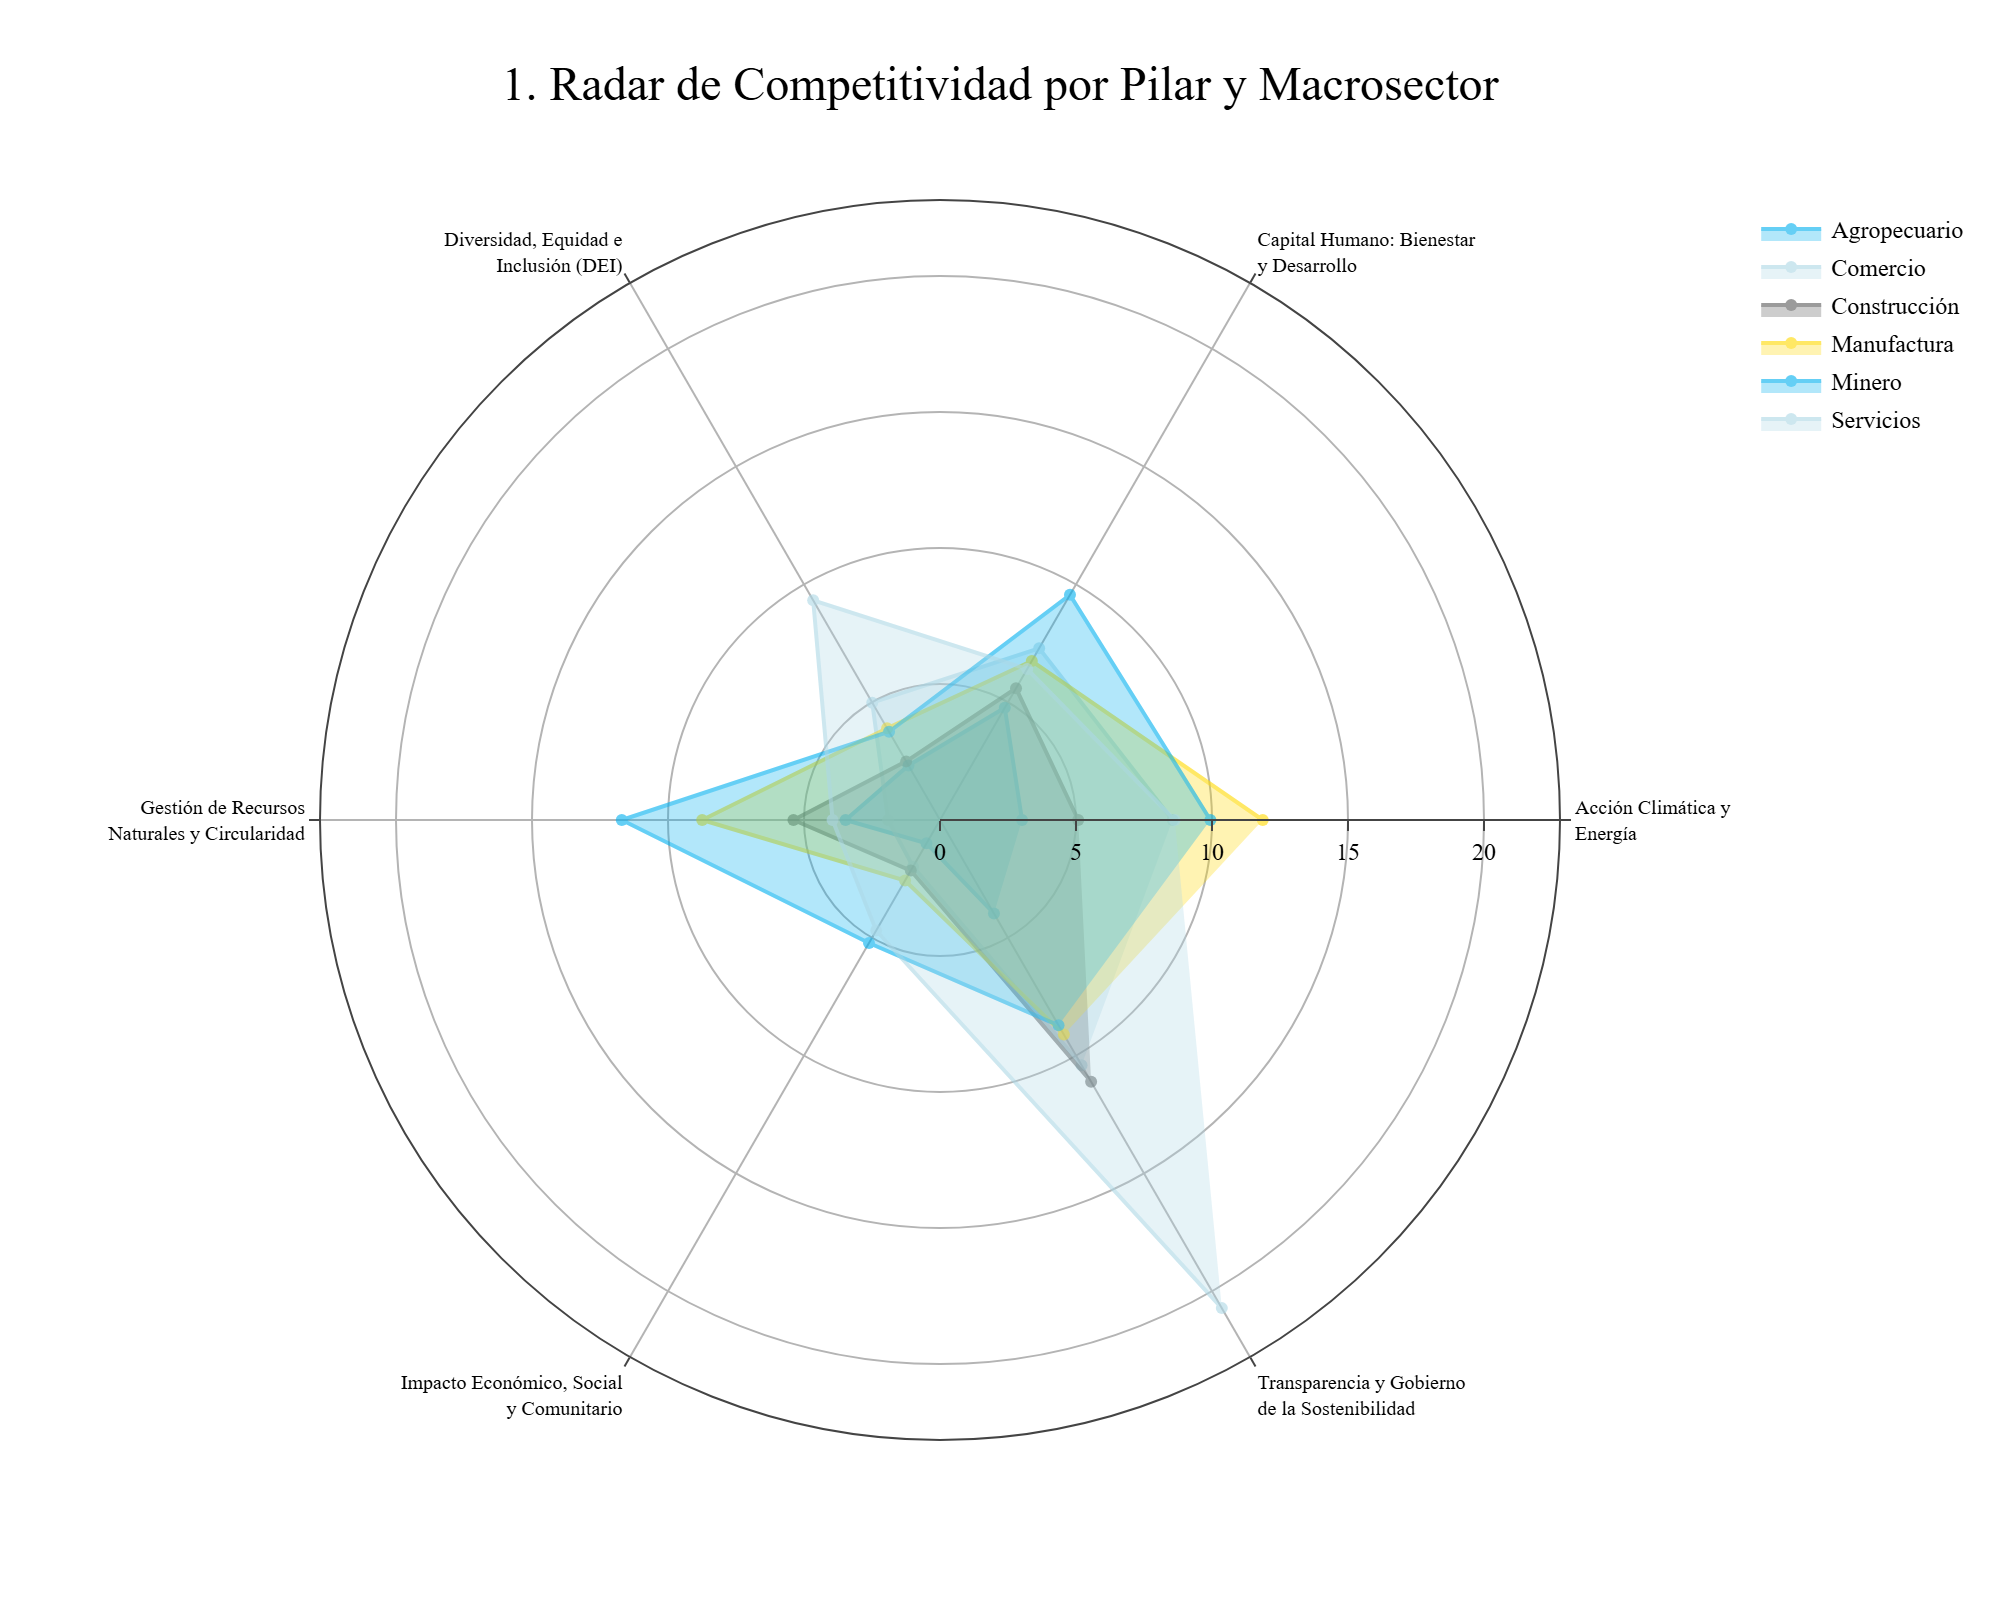 1. Radar de Competitividad por Pilar y Macrosector
Diversidad, Equidad e
Inclusión (DEI)
Capital Humano: Bienestar
y Desarrollo
Agropecuario
Comercio
Construcción
Manufactura
Minero
Servicios
Gestión de Recursos
Naturales y Circularidad
Acción Climática y
Energía
0 5 10 15 20
Impacto Económico, Social
y Comunitario
Transparencia y Gobierno
de la Sostenibilidad